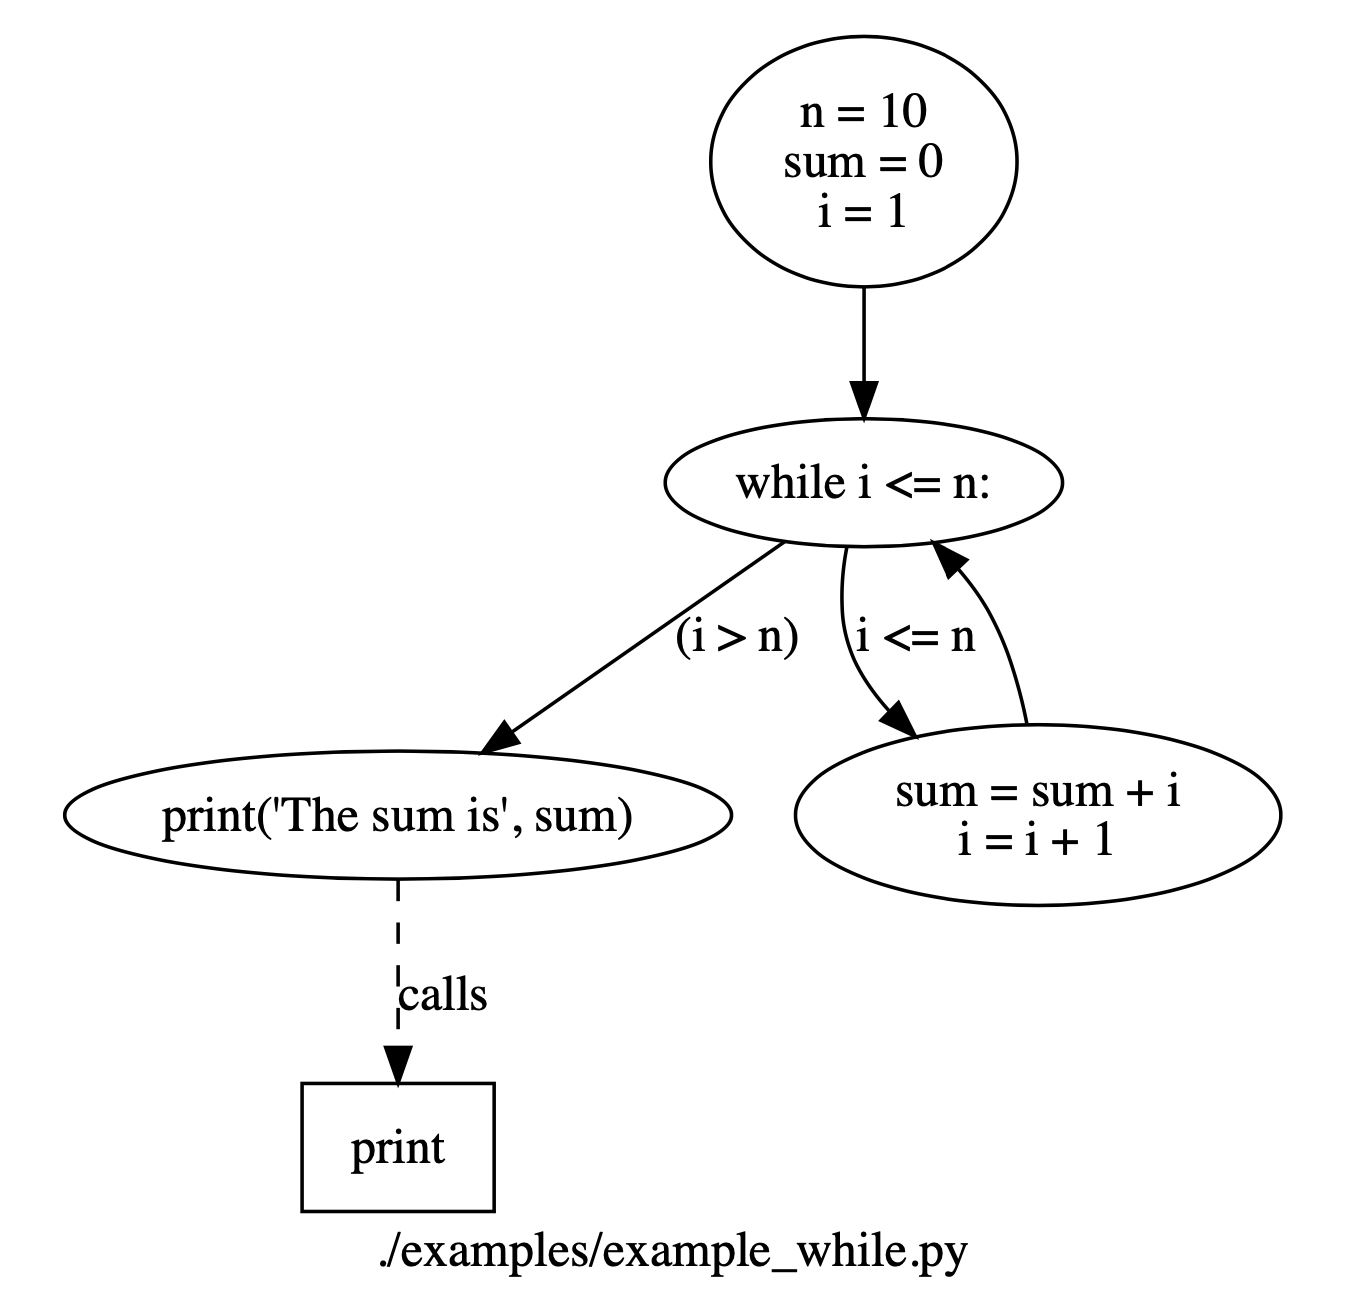 n = 10
sum = 0
i = 1
while i <= n:
(i > n)
i <= n
print('The sum is', sum)
sum = sum + i
i = i + 1
calls
print
./examples/example_while.py